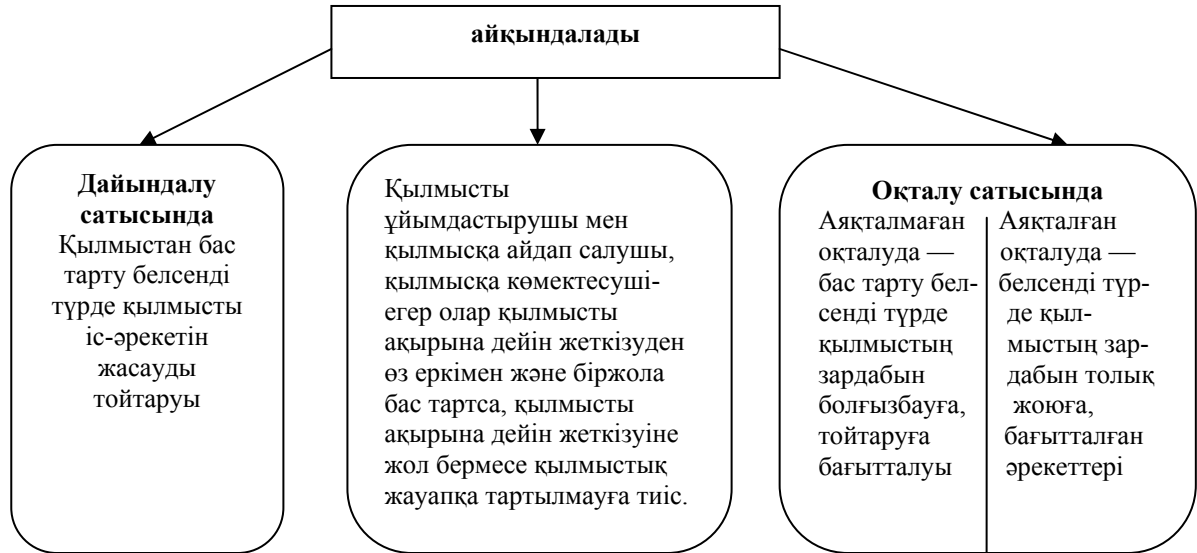 айқындалады
Дайындалу
сатысында
Қылмыстан бас
тарту белсенді
түрде қылмысты
іс-әрекетін
жасауды
тойтаруы
Қылмысты
ұйымдастырушы мен
қылмысқа айдап салушы,
қылмысқа көмектесуші-
егер олар қылмысты
ақырына дейін жеткізуден
өз еркімен және біржола
бас тартса, қылмысты
ақырына дейін жеткізуіне
жол бермесе қылмыстық
жауапқа тартылмауға тиіс.
Оқталу сатысында
Аяқталмаған
оқталуда —
бас тарту бел-
сенді түрде
қылмыстың
зардабын
болғызбауға,
тойтаруға
бағытталуы
Аяқталған
оқталуда —
белсенді түр-
де қыл-
мыстың зар-
дабын толық
жоюға,
бағытталған
әрекеттері